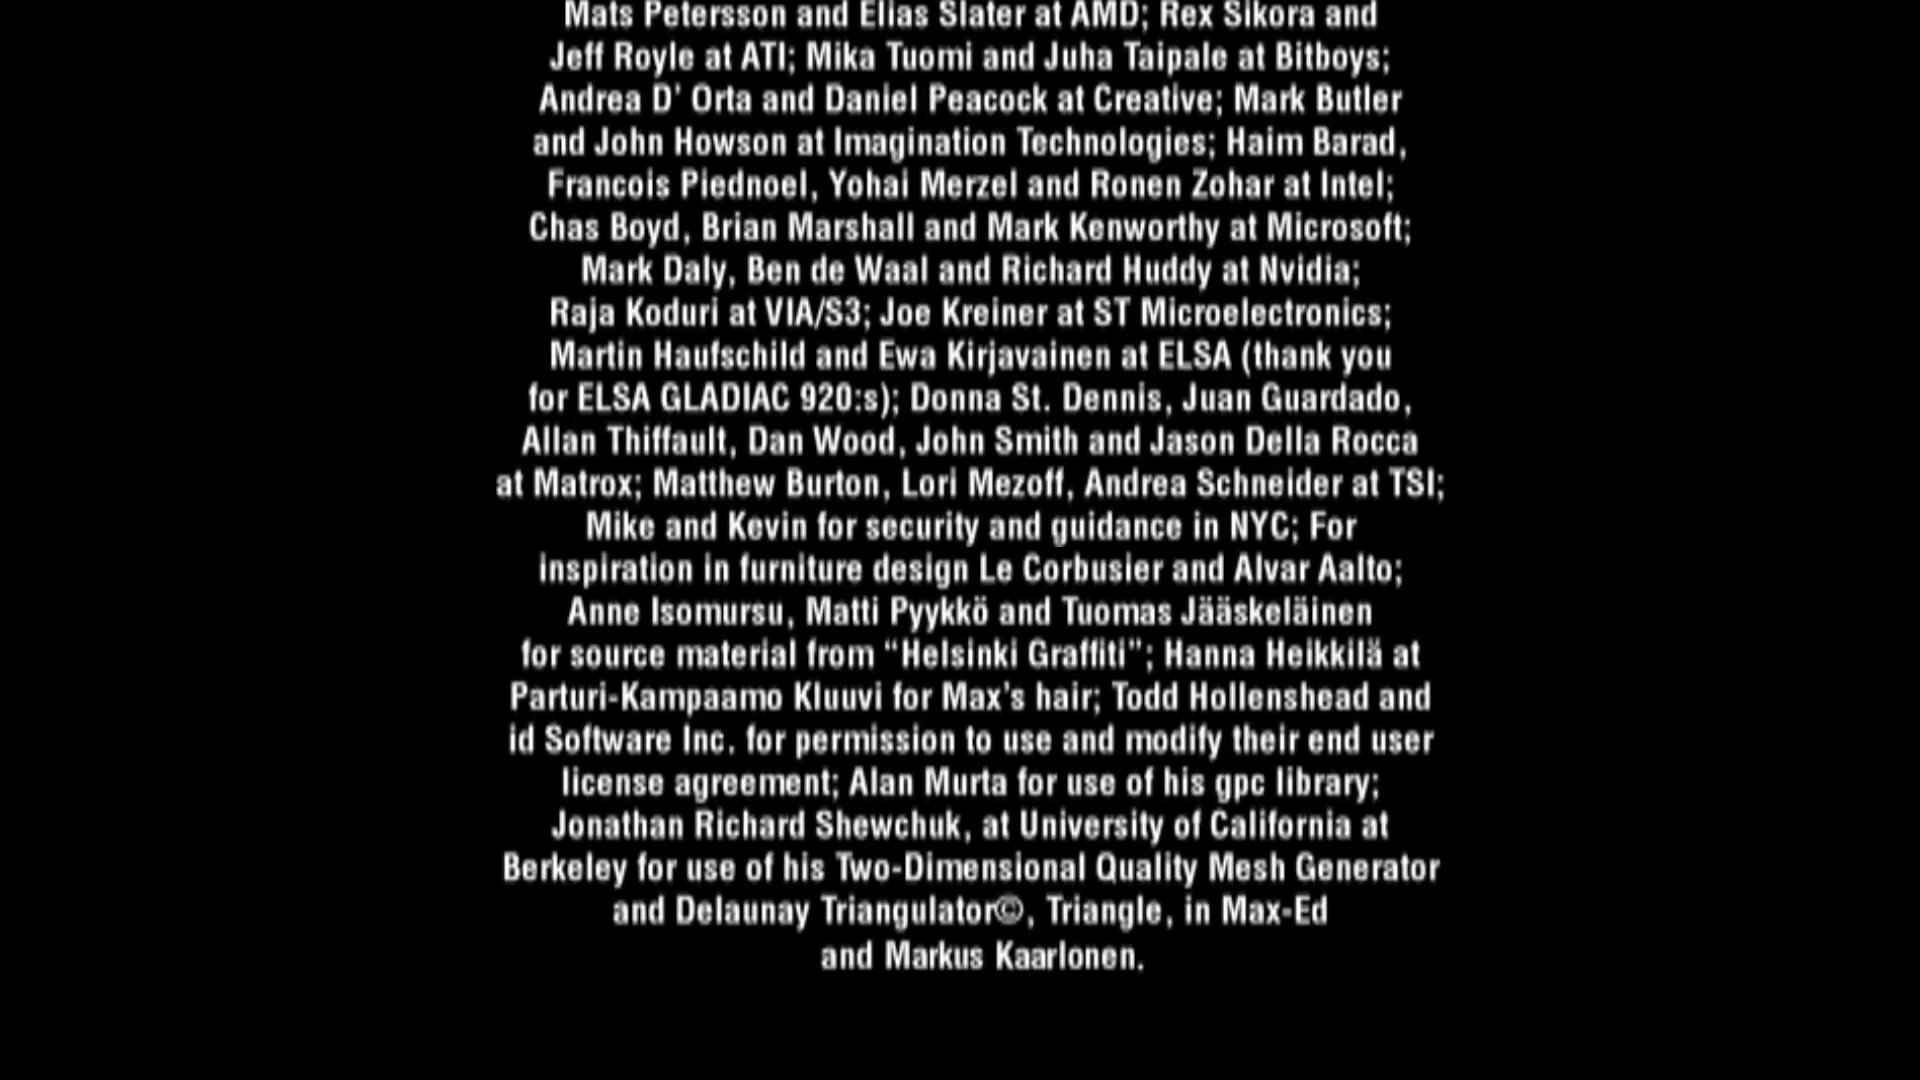 Mats Petersson and Elias Slater at AMD; Rex Sikora and
Jeff Royle at ATI; Mika Tuomi and Juha Taipale at Bitboys;
Andrea D' Orta and Daniel Peacock at Creative; Mark Butler
and John Howson at Imagination Technologies; Haim Barad,
Francois Piednoel, Yohai Merzel and Ronen Zohar at Intel;
Chas Boyd, Brian Marshall and Mark Kenworthy at Microsoft;
Mark Daly, Ben de Waal and Richard Huddy at Nvidia;
Raja Koduri at VIA/S3; Joe Kreiner at ST Microelectronics;
Martin Haufschild and Ewa Kirjavainen at ELSA (thank you
for ELSA GLADIAC 920:s); Donna St. Dennis, Juan Guardado,
Allan Thiffault, Dan Wood, John Smith and Jason Della Rocca
at Matrox; Matthew Burton, Lori Mezoff, Andrea Schneider at TSI;
Mike and Kevin for security and guidance in NYC; For
inspiration in furniture design Le Corbusier and Alvar Aalto;
Anne Isomursu, Matti Pyykkö and Tuomas Jääskeläinen
for source material from “Helsinki Graffiti”; Hanna Heikkilä at
Parturi-Kampaamo Kluuvi for Max's hair; Todd Hollenshead and
id Software Inc. for permission to use and modify their end user
license agreement; Alan Murta for use of his gpc library;
Jonathan Richard Shewchuk, at University of California at
Berkeley for use of his Two-Dimensional Quality Mesh Generator
and Delaunay Triangulator©, Triangle, in Max-Ed
and Markus Kaarlonen.